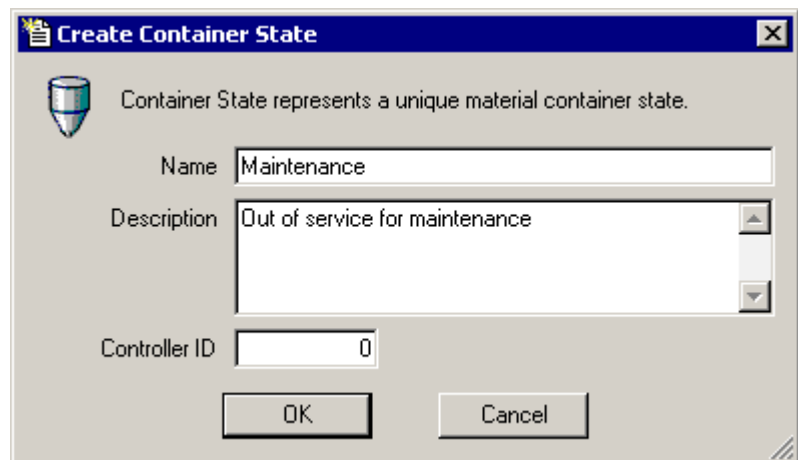 Create Container State
Container State represents a unique material container state.
Name Maintenance
Description Out of service for maintenance
Controller ID 0
OK Cancel